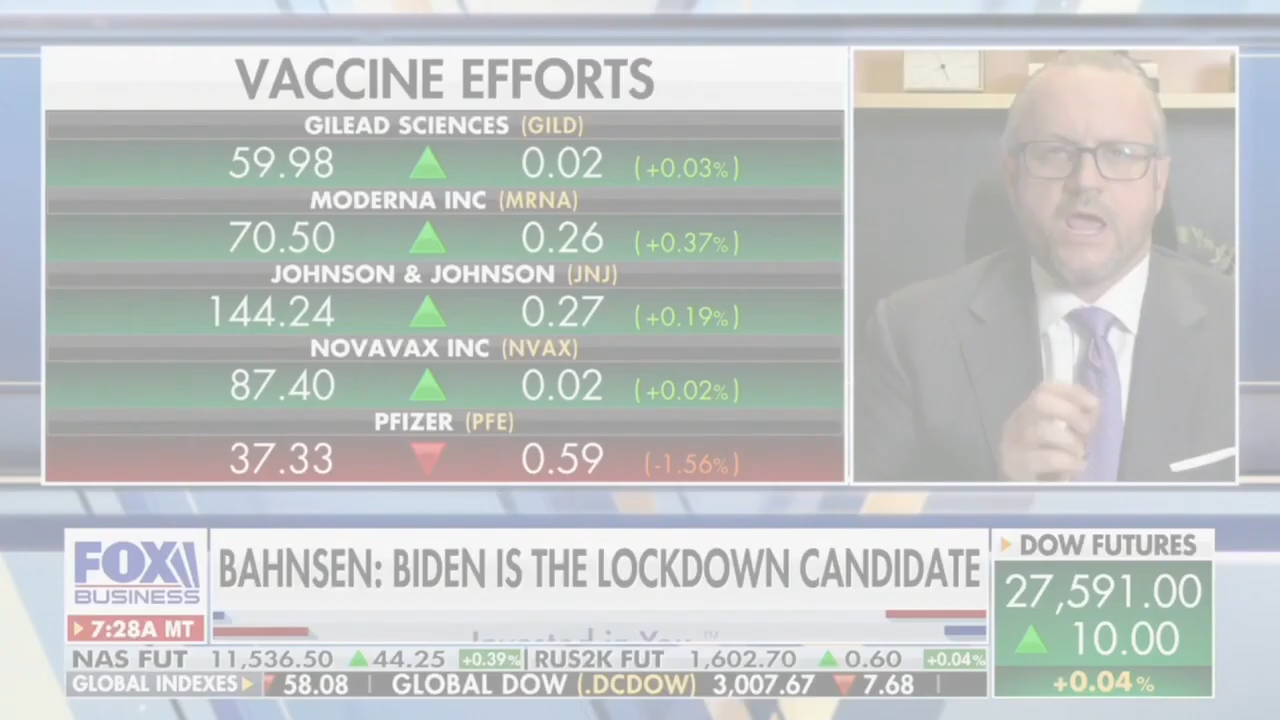 VACCINE EFFORTS
GILEAD SCIENCES (GILD)
59.98 ▲ 0.02 (+0.03%)
MODERNA INC (MRNA)
70.50 ▲ 0.26 (+0.37%)
JOHNSON & JOHNSON (JNJ)
144.24 ▲ 0.27 (+0.19%)
NOVAVAX INC (NVAX)
87.40 ▲ 0.02 (+0.02%)
PFIZER (PFE)
37.33 ▼ 0.59 (-1.56%)
FOX
BUSINESS
7:28A MT
BAHNSEN: BIDEN IS THE LOCKDOWN CANDIDATE
Invested in You ™
DOW FUTURES
27,591.00
▲ 10.00
+0.04%
NAS FUT 11,536.50 ▲ 44.25 +0.39% | RUS2K FUT 1,602.70 ▲ 0.60 +0.04%
GLOBAL INDEXES ▼ 58.08 | GLOBAL DOW (.DCDOW) 3,007.67 ▼ 7.68 |